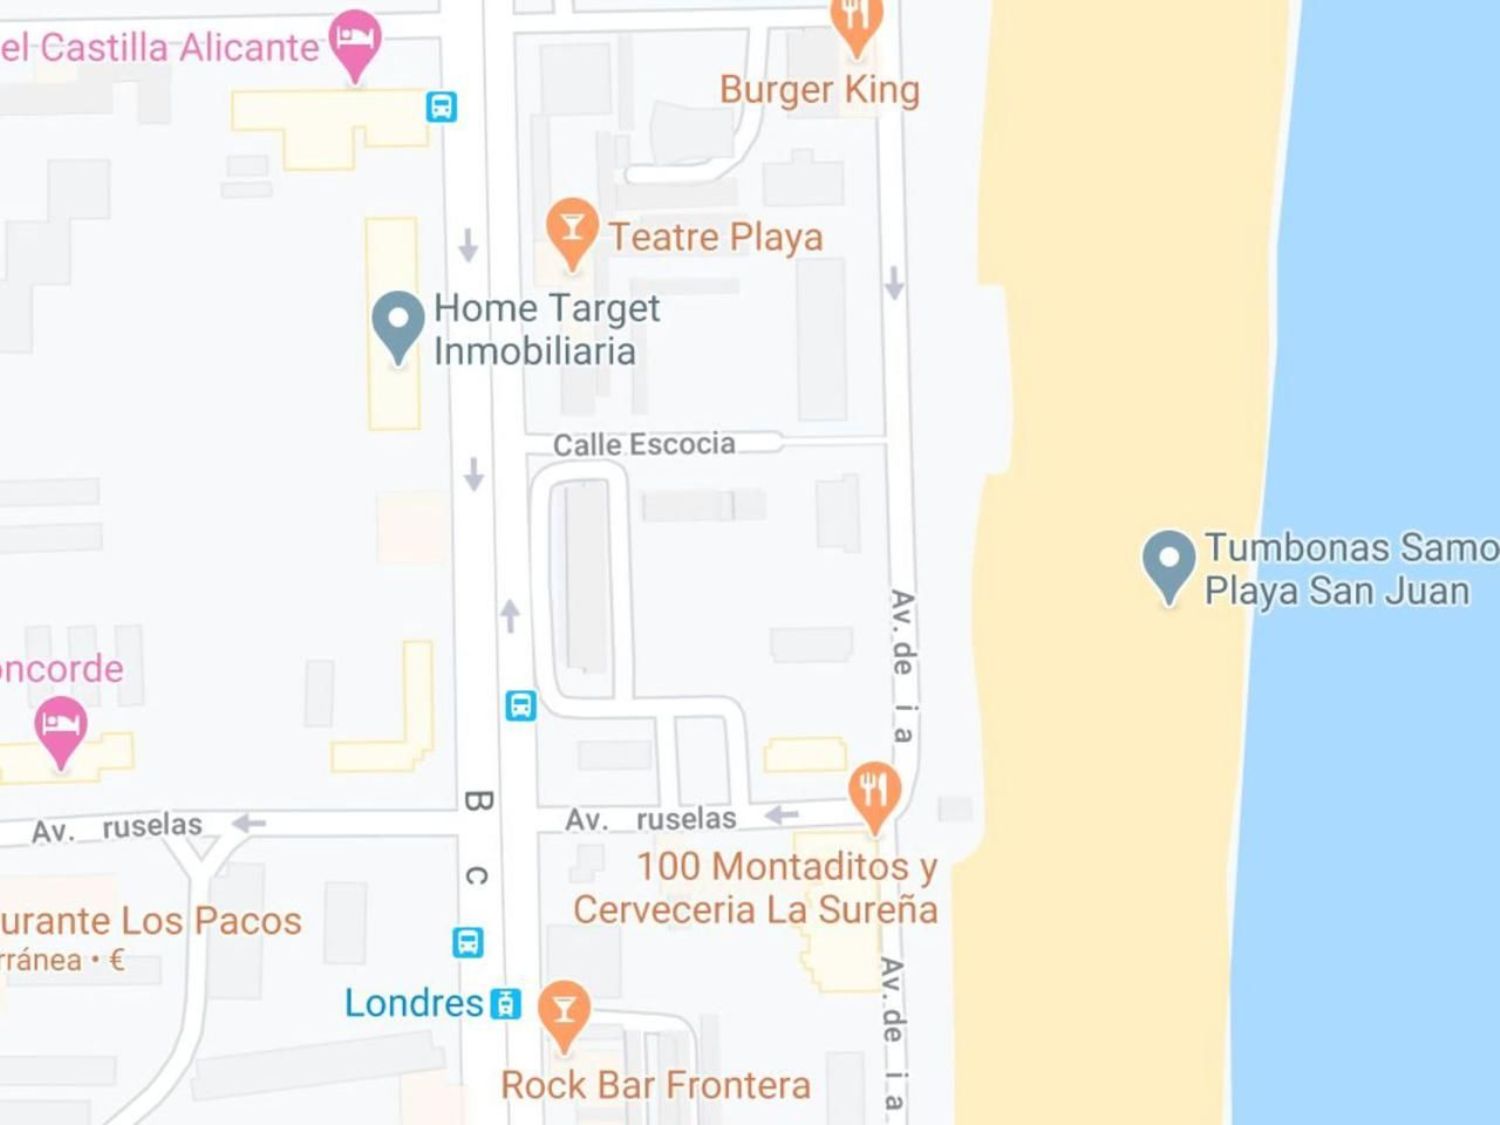 el Castilla Alicante
Burger King
Teatre Playa
Home Target
Inmobiliaria
Calle Escocia
Tumbonas Samo
Playa San Juan
Av. de i a
oncorde
B
C
Av. ruselas
Av. ruselas
100 Montaditos y
Cerveceria La Sureña
urante Los Pacos
rránea • €
Londres
Av. de i a
Rock Bar Frontera